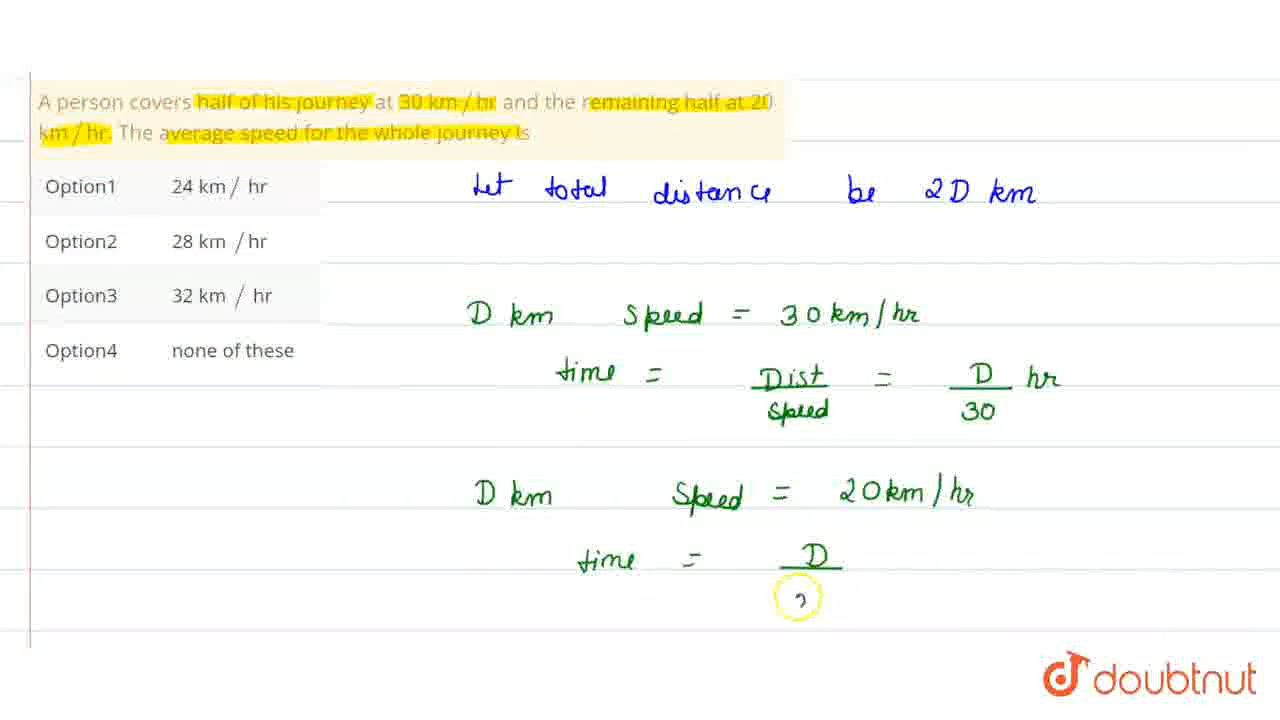 A person covers half of his journey at 30 km/hr and the remaining half at 20
km/hr. The average speed for the whole journey is
Option1 24 km/ hr
Option2 28 km /hr
Option3 32 km / hr
Option4 none of these
Let total distance be 2D km
D km Speed = 30 km/hr
time = Dist/Speed = D/30 hr
D km Speed = 20 km/hr
time = D
doubtnut